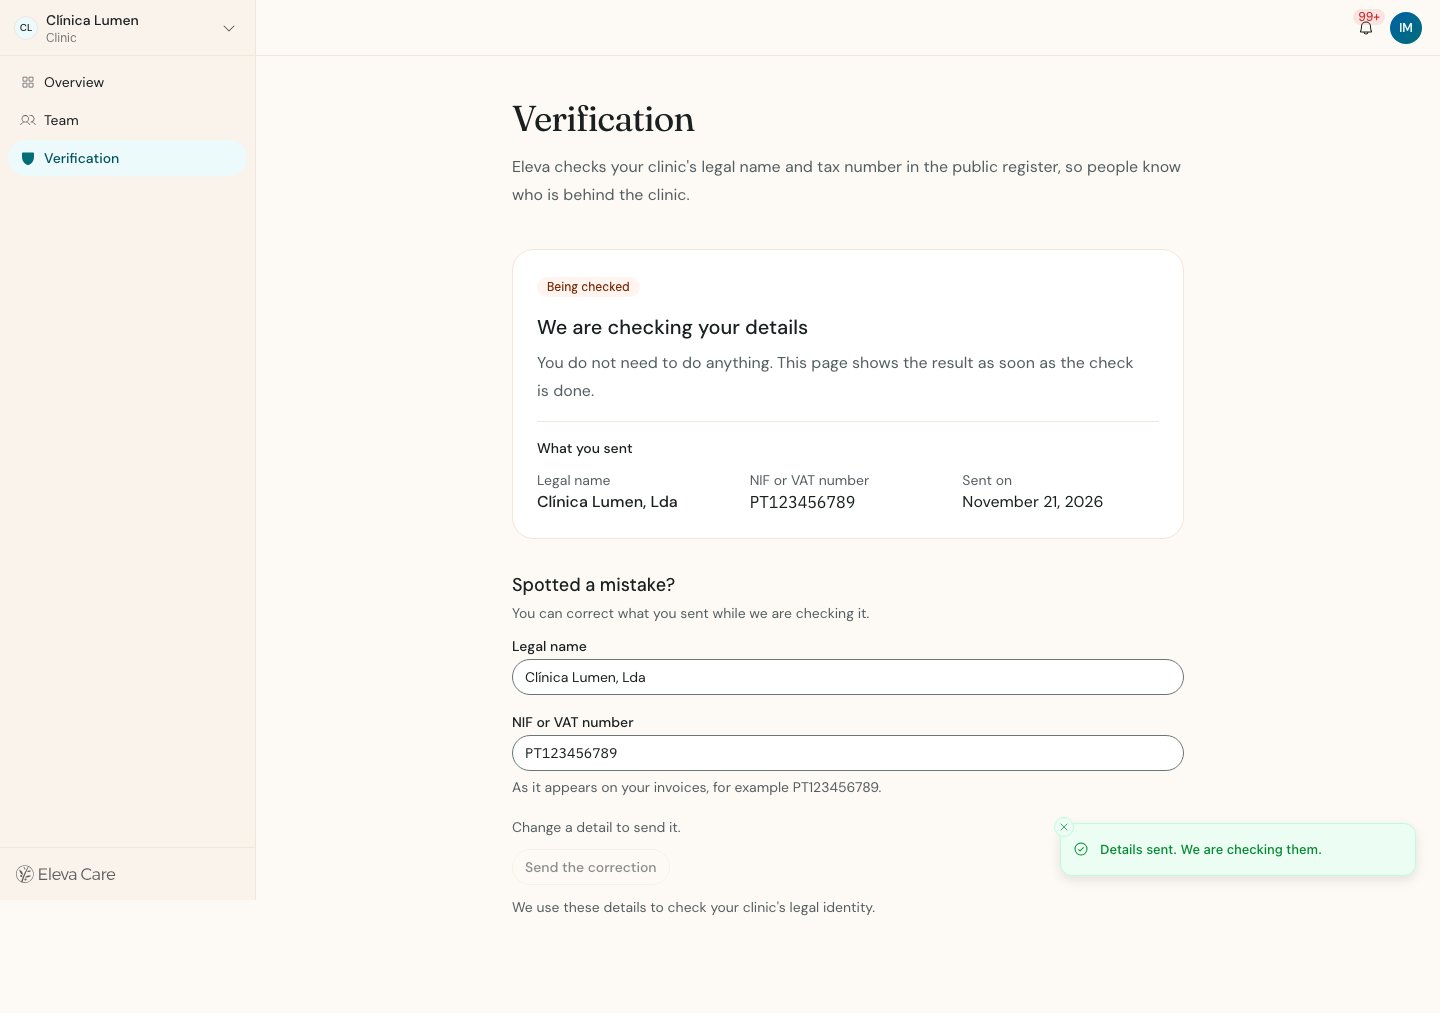 CL
Clínica Lumen
Clinic
99+
IM
Overview
Team
Verification
Verification
Eleva checks your clinic's legal name and tax number in the public register, so people know
who is behind the clinic.
Being checked
We are checking your details
You do not need to do anything. This page shows the result as soon as the check
is done.
What you sent
Legal name
Clínica Lumen, Lda
NIF or VAT number
PT123456789
Sent on
November 21, 2026
Spotted a mistake?
You can correct what you sent while we are checking it.
Legal name
Clínica Lumen, Lda
NIF or VAT number
PT123456789
As it appears on your invoices, for example PT123456789.
Change a detail to send it.
Send the correction
We use these details to check your clinic's legal identity.
Details sent. We are checking them.
Eleva Care